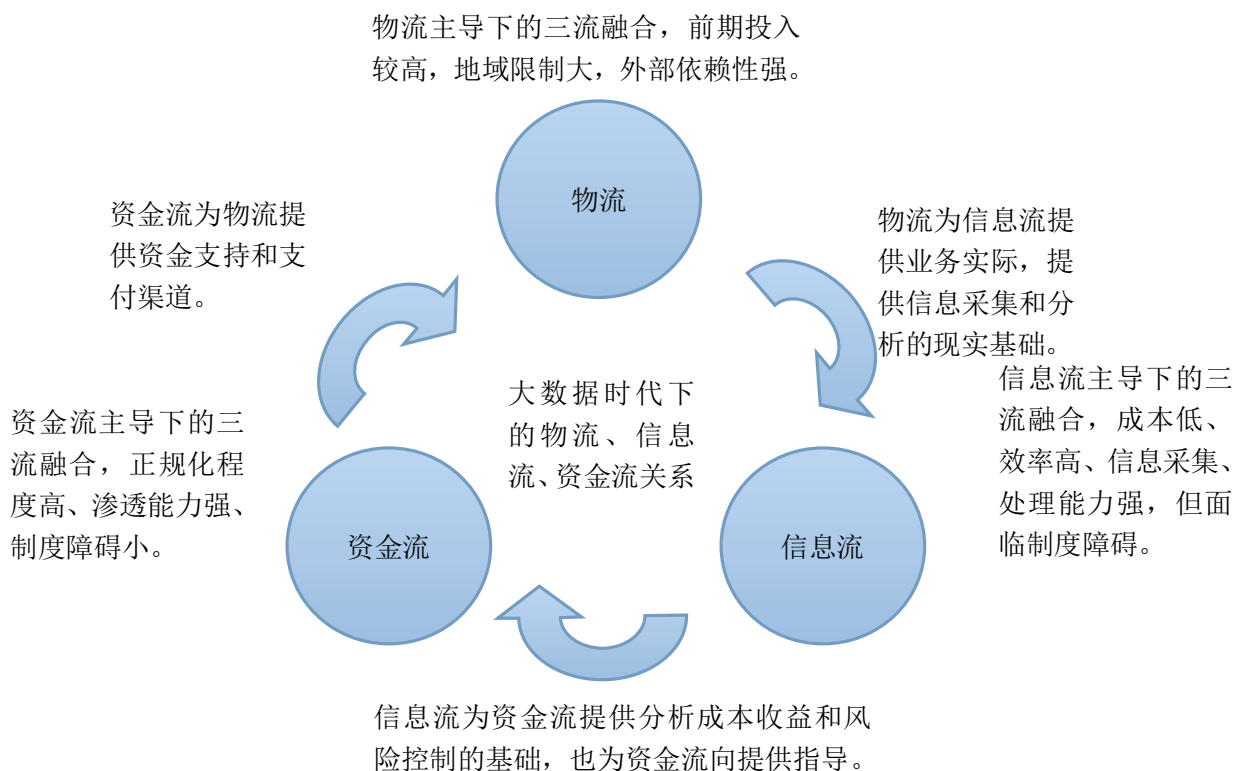 物流主导下的三流融合，前期投入
较高，地域限制大，外部依赖性强。
物流
资金流为物流提
供资金支持和支
付渠道。
物流为信息流提
供业务实际，提
供信息采集和分
析的现实基础。
大数据时代下
的物流、信息
流、资金流关系
信息流主导下的三
流融合，成本低、
效率高、信息采集、
处理能力强，但面
临制度障碍。
资金流主导下的三
流融合，正规化程
度高、渗透能力强、
制度障碍小。
资金流
信息流
信息流为资金流提供分析成本收益和风
险控制的基础，也为资金流向提供指导。